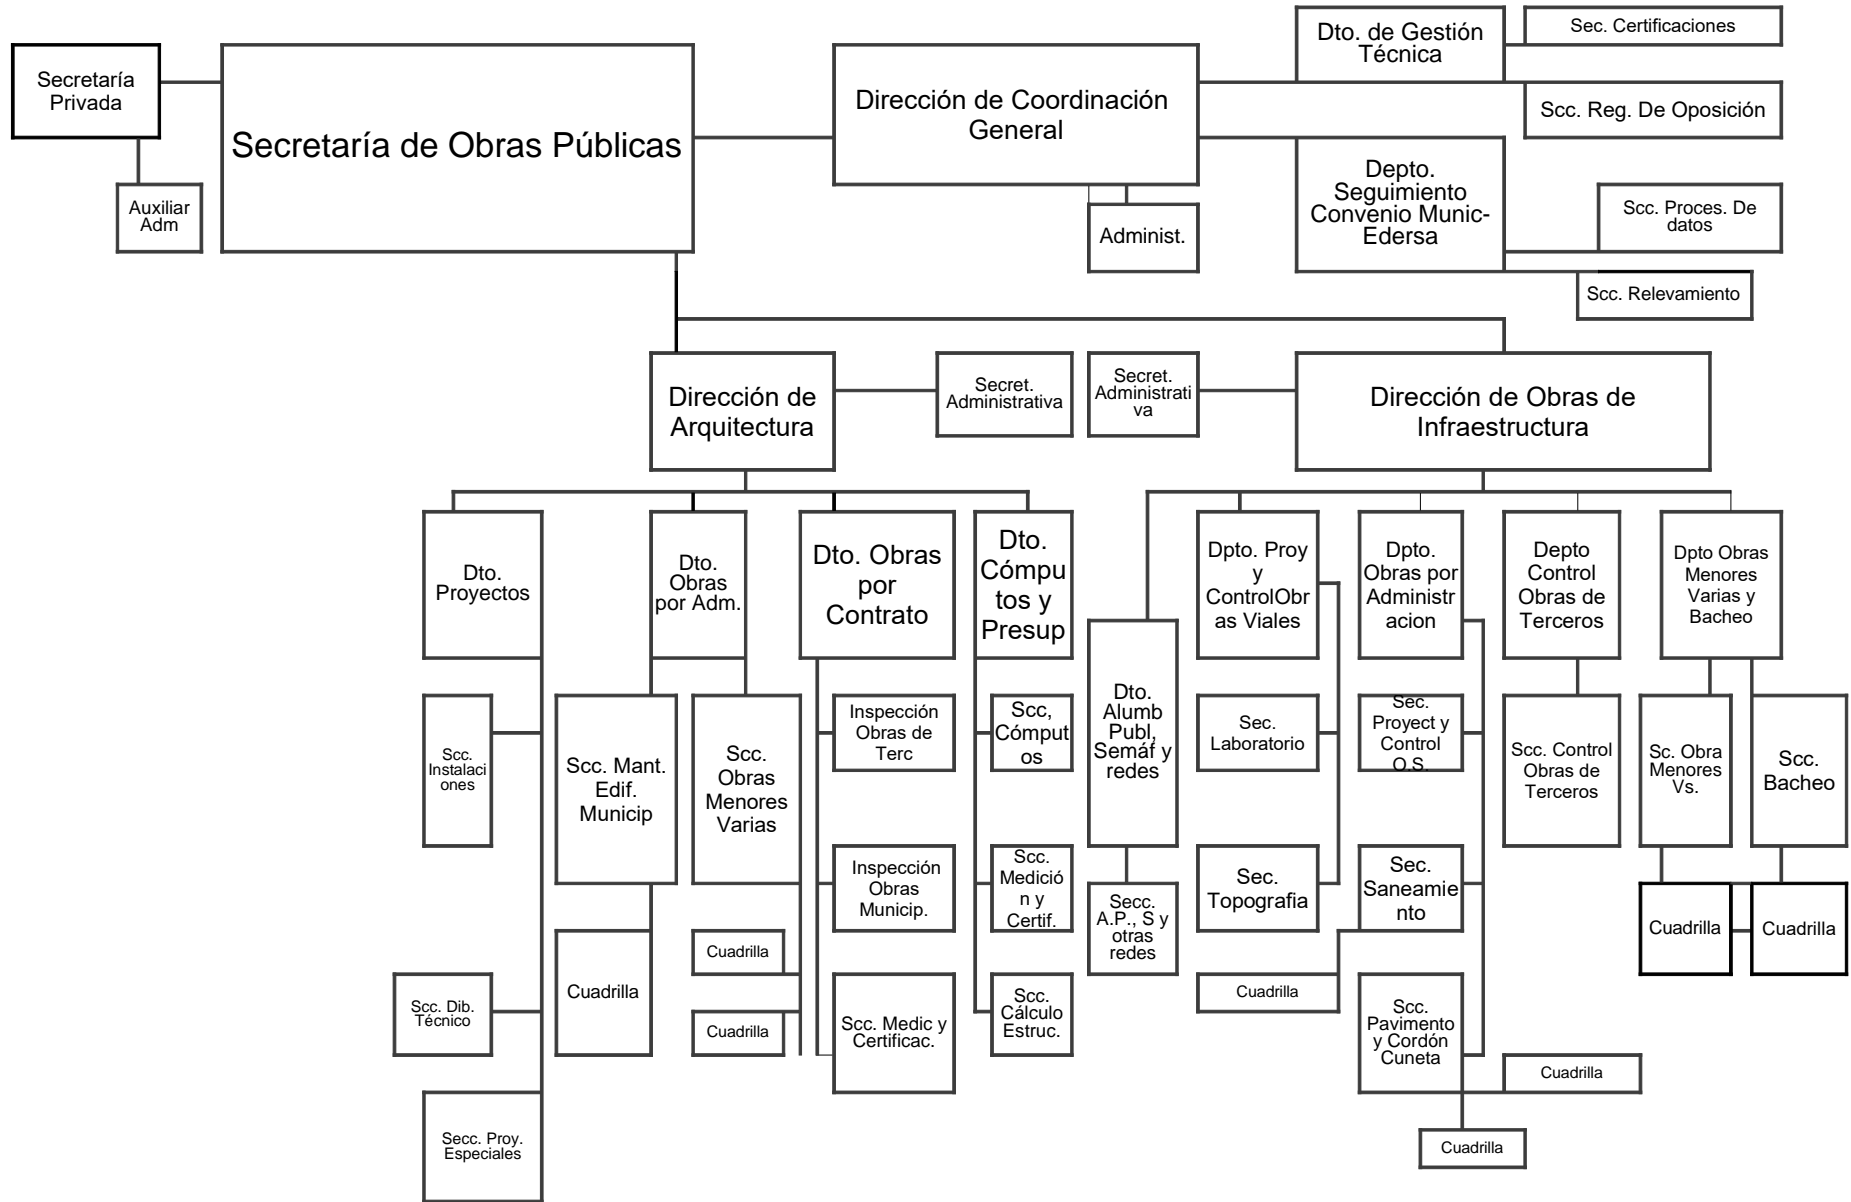 Dto. de Gestión
Técnica
Sec. Certificaciones
Secretaría
Privada
Secretaría de Obras Públicas
Dirección de Coordinación
General
Scc. Reg. De Oposición
Depto.
Seguimiento
Convenio Munic-
Edersa
Auxiliar
Adm
Administ.
Scc. Proces. De
datos
Scc. Relevamiento
Dirección de
Arquitectura
Secret.
Administrativa
Secret.
Administrati
va
Dirección de Obras de
Infraestructura
Dto.
Proyectos
Dto.
Obras
por Adm.
Dto. Obras
por
Contrato
Dto.
Cómpu
tos y
Presup
Dpto. Proy
y
ControlObr
as Viales
Dpto.
Obras por
Administr
acion
Depto
Control
Obras de
Terceros
Dpto Obras
Menores
Varias y
Bacheo
Dto.
Alumb
Publ,
Semáf y
redes
Scc.
Instalaci
ones
Scc. Mant.
Edif.
Municip
Scc.
Obras
Menores
Varias
Inspección
Obras de
Terc
Scc,
Cómput
os
Sec.
Laboratorio
Sec.
Proyect y
Control
O.S.
Scc. Control
Obras de
Terceros
Sc. Obra
Menores
Vs.
Scc.
Bacheo
Inspección
Obras
Municip.
Scc.
Medició
n y
Certif.
Secc.
A.P., S y
otras
redes
Sec.
Topografia
Sec.
Saneamie
nto
Cuadrilla
Cuadrilla
Scc. Dib.
Técnico
Cuadrilla
Cuadrilla
Cuadrilla
Scc. Medic y
Certificac.
Scc.
Cálculo
Estruc.
Cuadrilla
Scc.
Pavimento
y Cordón
Cuneta
Cuadrilla
Secc. Proy.
Especiales
Cuadrilla